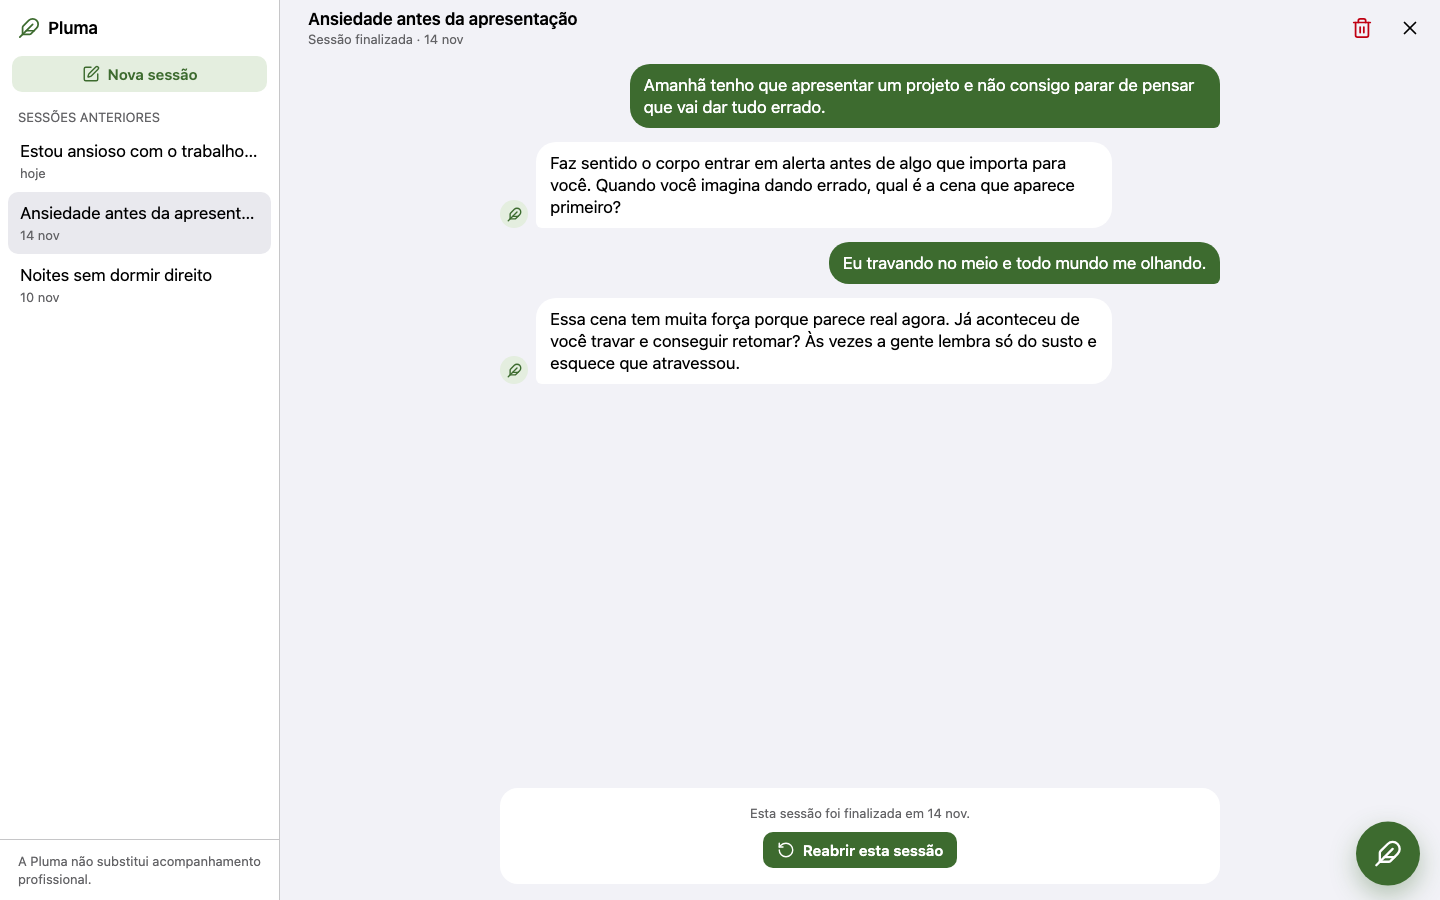 Pluma
Nova sessão
SESSÕES ANTERIORES
Estou ansioso com o trabalho...
hoje
Ansiedade antes da apresent...
14 nov
Noites sem dormir direito
10 nov
A Pluma não substitui acompanhamento
profissional.
Ansiedade antes da apresentação
Sessão finalizada · 14 nov
Amanhã tenho que apresentar um projeto e não consigo parar de pensar
que vai dar tudo errado.
Faz sentido o corpo entrar em alerta antes de algo que importa para
você. Quando você imagina dando errado, qual é a cena que aparece
primeiro?
Eu travando no meio e todo mundo me olhando.
Essa cena tem muita força porque parece real agora. Já aconteceu de
você travar e conseguir retomar? Às vezes a gente lembra só do susto e
esquece que atravessou.
Esta sessão foi finalizada em 14 nov.
Reabrir esta sessão